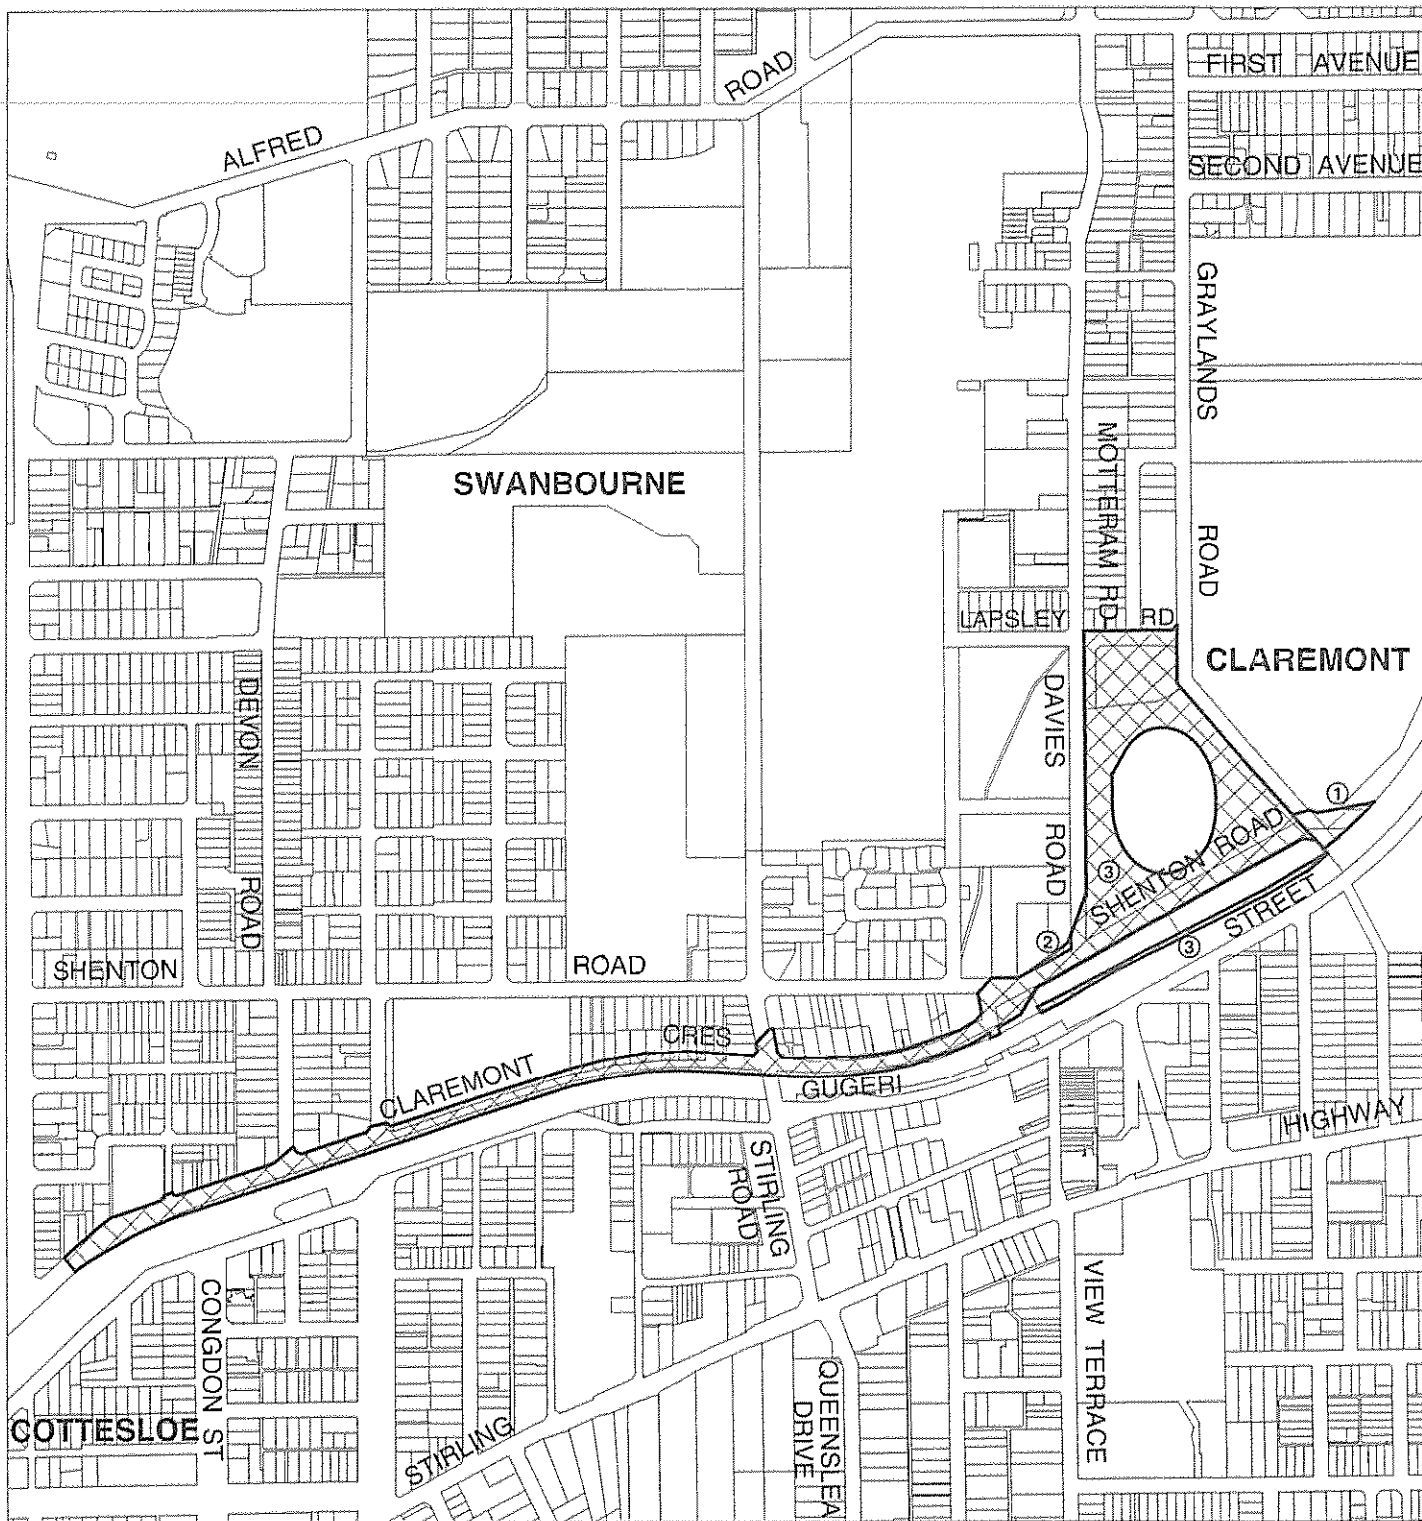 FIRST AVENUE
ROAD
ALFRED
SECOND AVENUE
GRAYLANDS
ROAD
SWANBOURNE
MOTTERAM RD
LAPSLEY RD
CLAREMONT
DEVON
ROAD
DAVIES
ROAD
①
SHENTON ROAD
③
STREET
②
③
SHENTON
ROAD
CRES
CLAREMONT
GUGERI
HIGHWAY
STIRLING
ROAD
CONGDON ST
VIEW TERRACE
QUEENSLEA
DRIVE
COTTESLOE
STIRLING